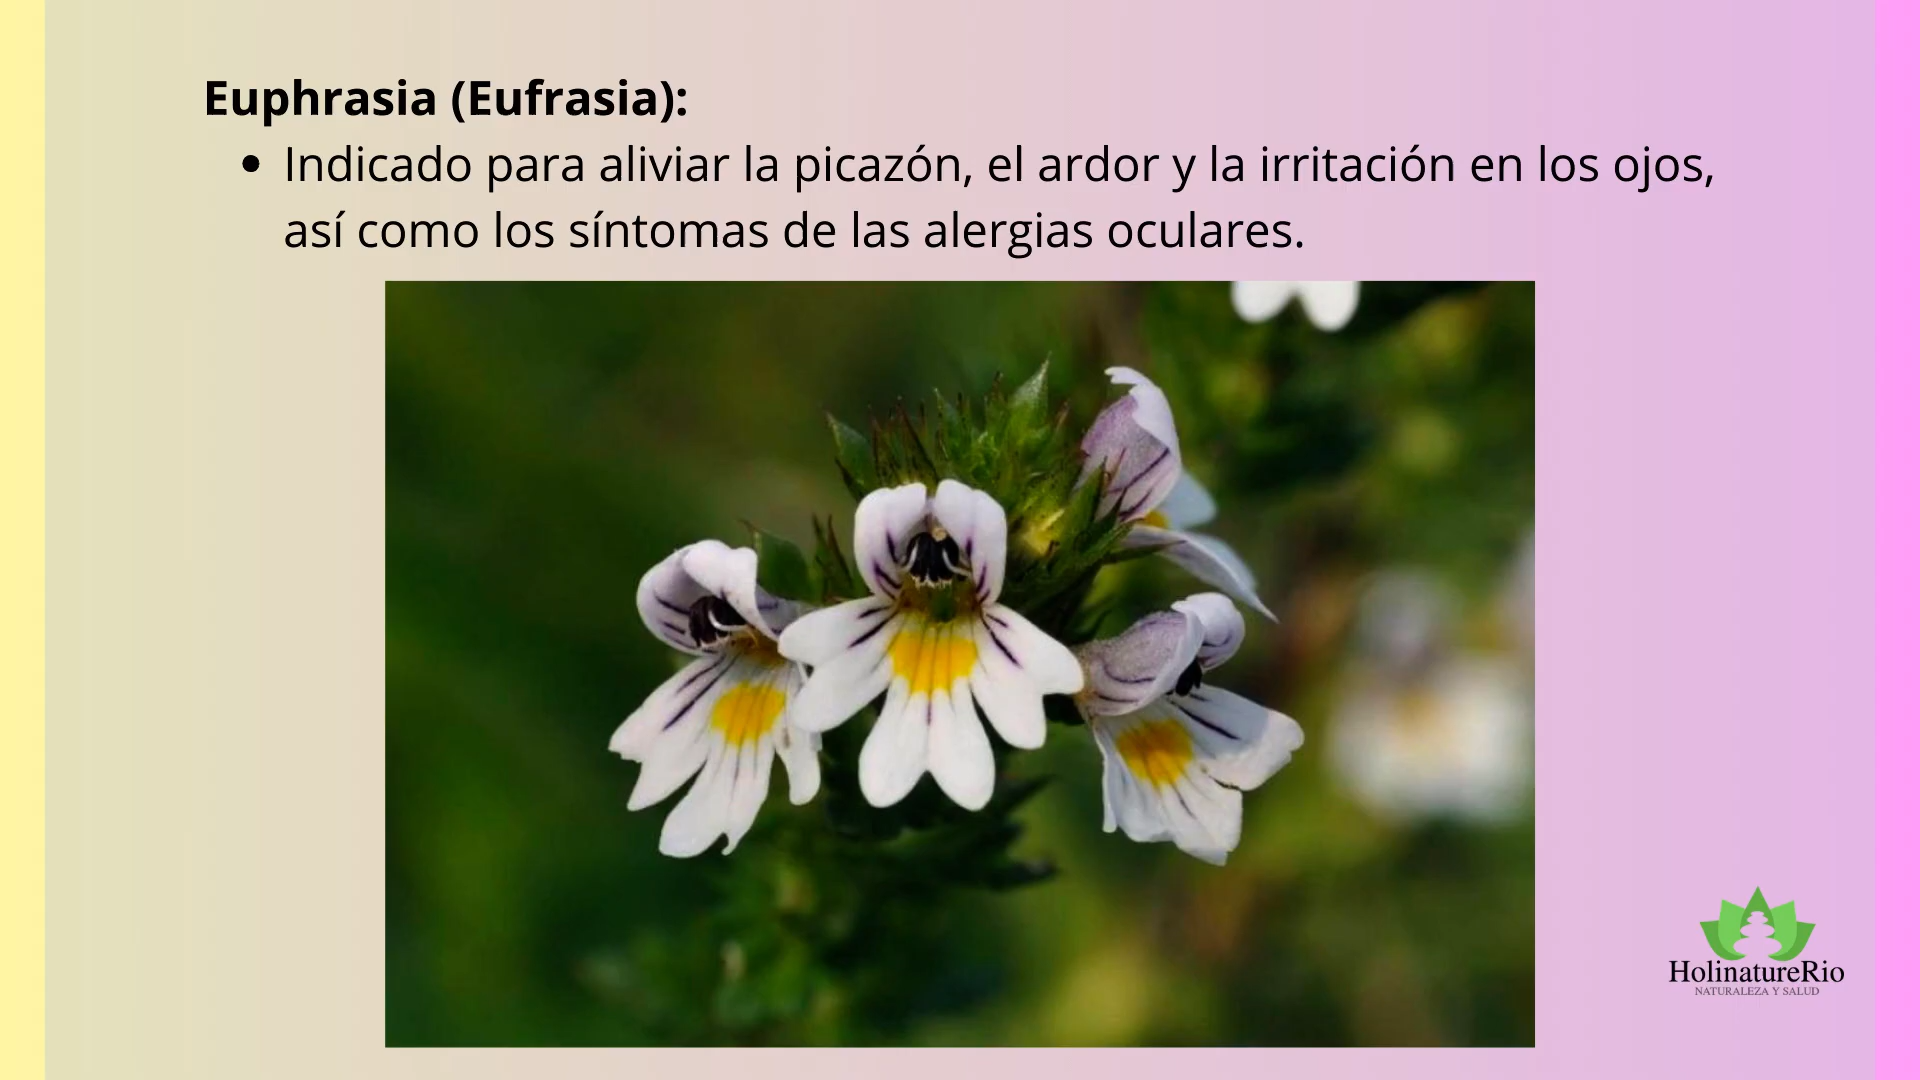 Euphrasia (Eufrasia):
• Indicado para aliviar la picazón, el ardor y la irritación en los ojos,
así como los síntomas de las alergias oculares.
HolinatureRio
NATURALEZA Y SALUD